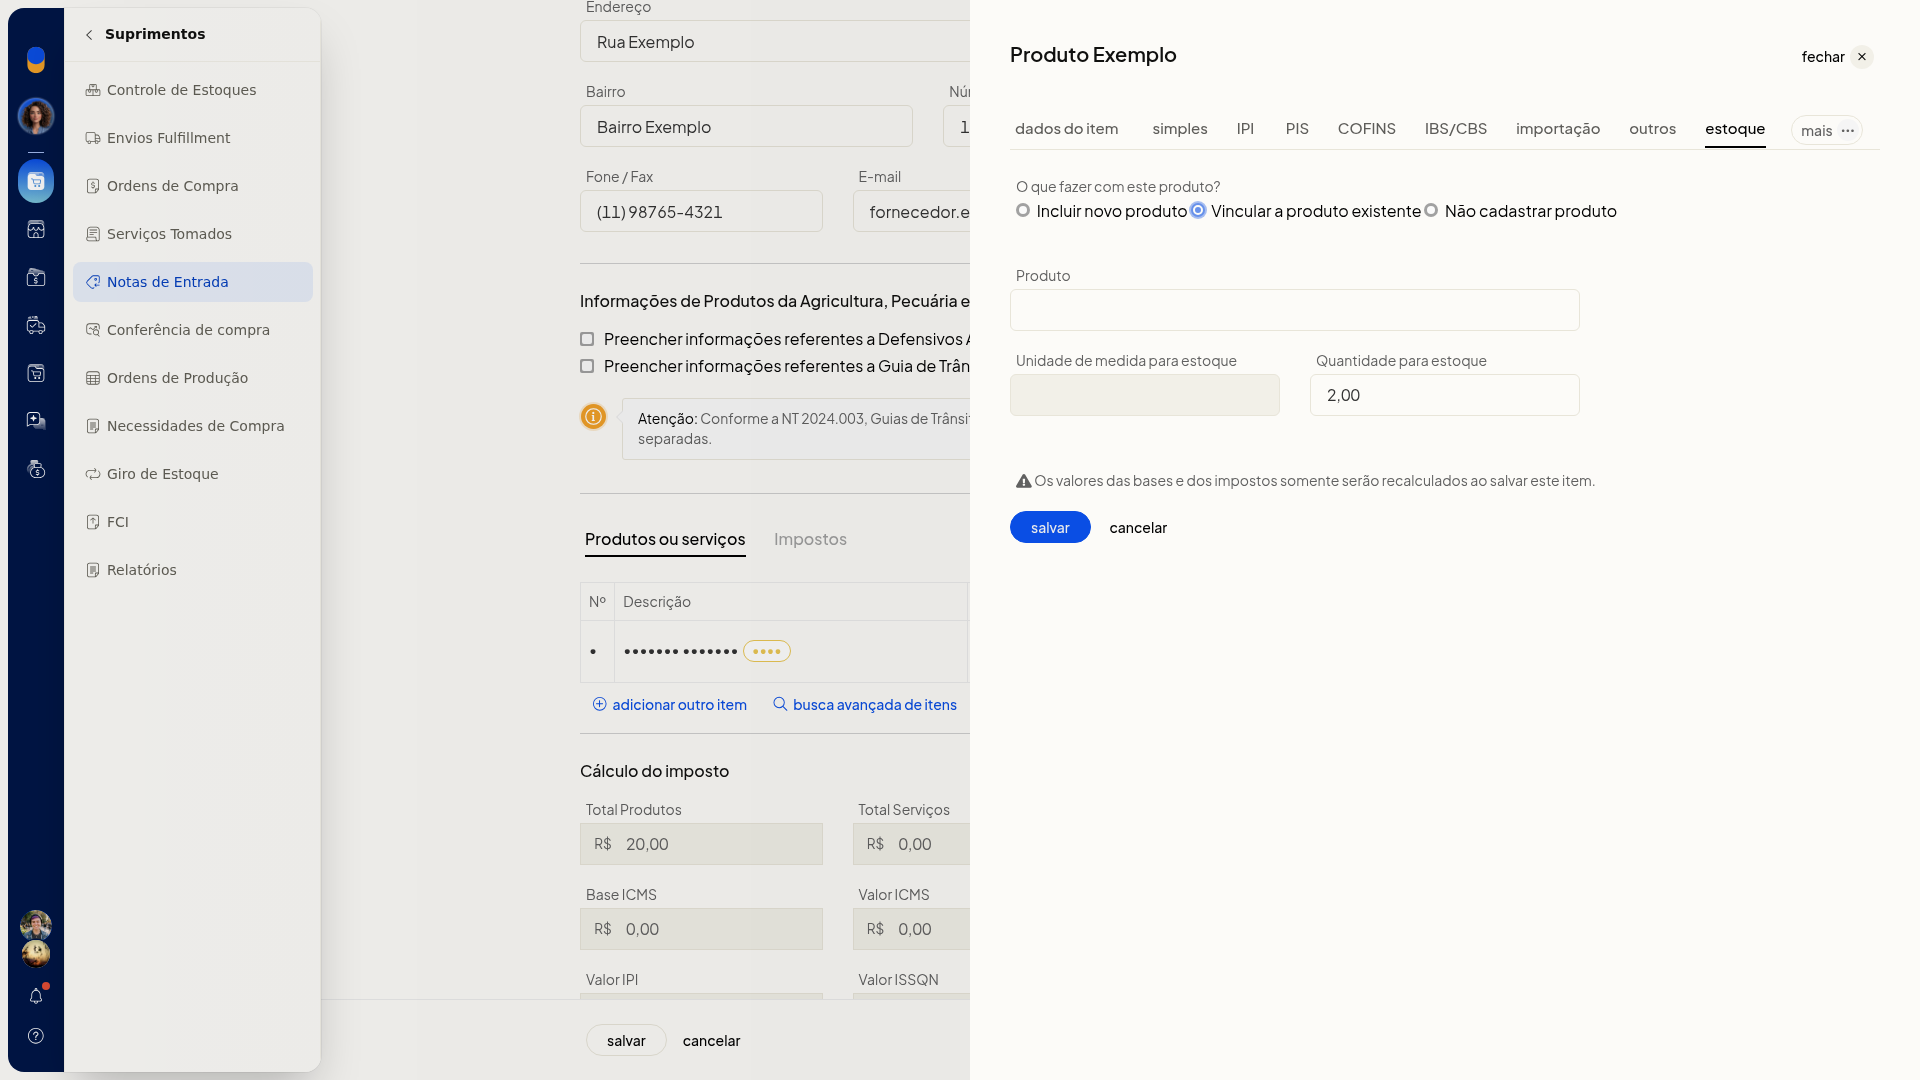 Suprimentos
Controle de Estoques
Envios Fulfillment
Ordens de Compra
Serviços Tomados
Notas de Entrada
Conferência de compra
Ordens de Produção
Necessidades de Compra
Giro de Estoque
FCI
Relatórios
Endereço
Rua Exemplo
Bairro
Bairro Exemplo
Fone / Fax E-mail
(11) 98765-4321 fornecedor.e
Informações de Produtos da Agricultura, Pecuária e
Preencher informações referentes a Defensivos
Preencher informações referentes a Guia de Trân
Atenção: Conforme a NT 2024.003, Guias de Trânsi
separadas.
Produtos ou serviços Impostos
Nº Descrição
• ••••••• ••••••• ••••
adicionar outro item busca avançada de itens
Cálculo do imposto
Total Produtos Total Serviços
R$ 20,00 R$ 0,00
Base ICMS Valor ICMS
R$ 0,00 R$ 0,00
Valor IPI Valor ISSQN
salvar cancelar
Produto Exemplo
fechar ×
dados do item simples IPI PIS COFINS IBS/CBS importação outros estoque mais ...
O que fazer com este produto?
Incluir novo produto Vincular a produto existente Não cadastrar produto
Produto
Unidade de medida para estoque Quantidade para estoque
2,00
Os valores das bases e dos impostos somente serão recalculados ao salvar este item.
salvar cancelar